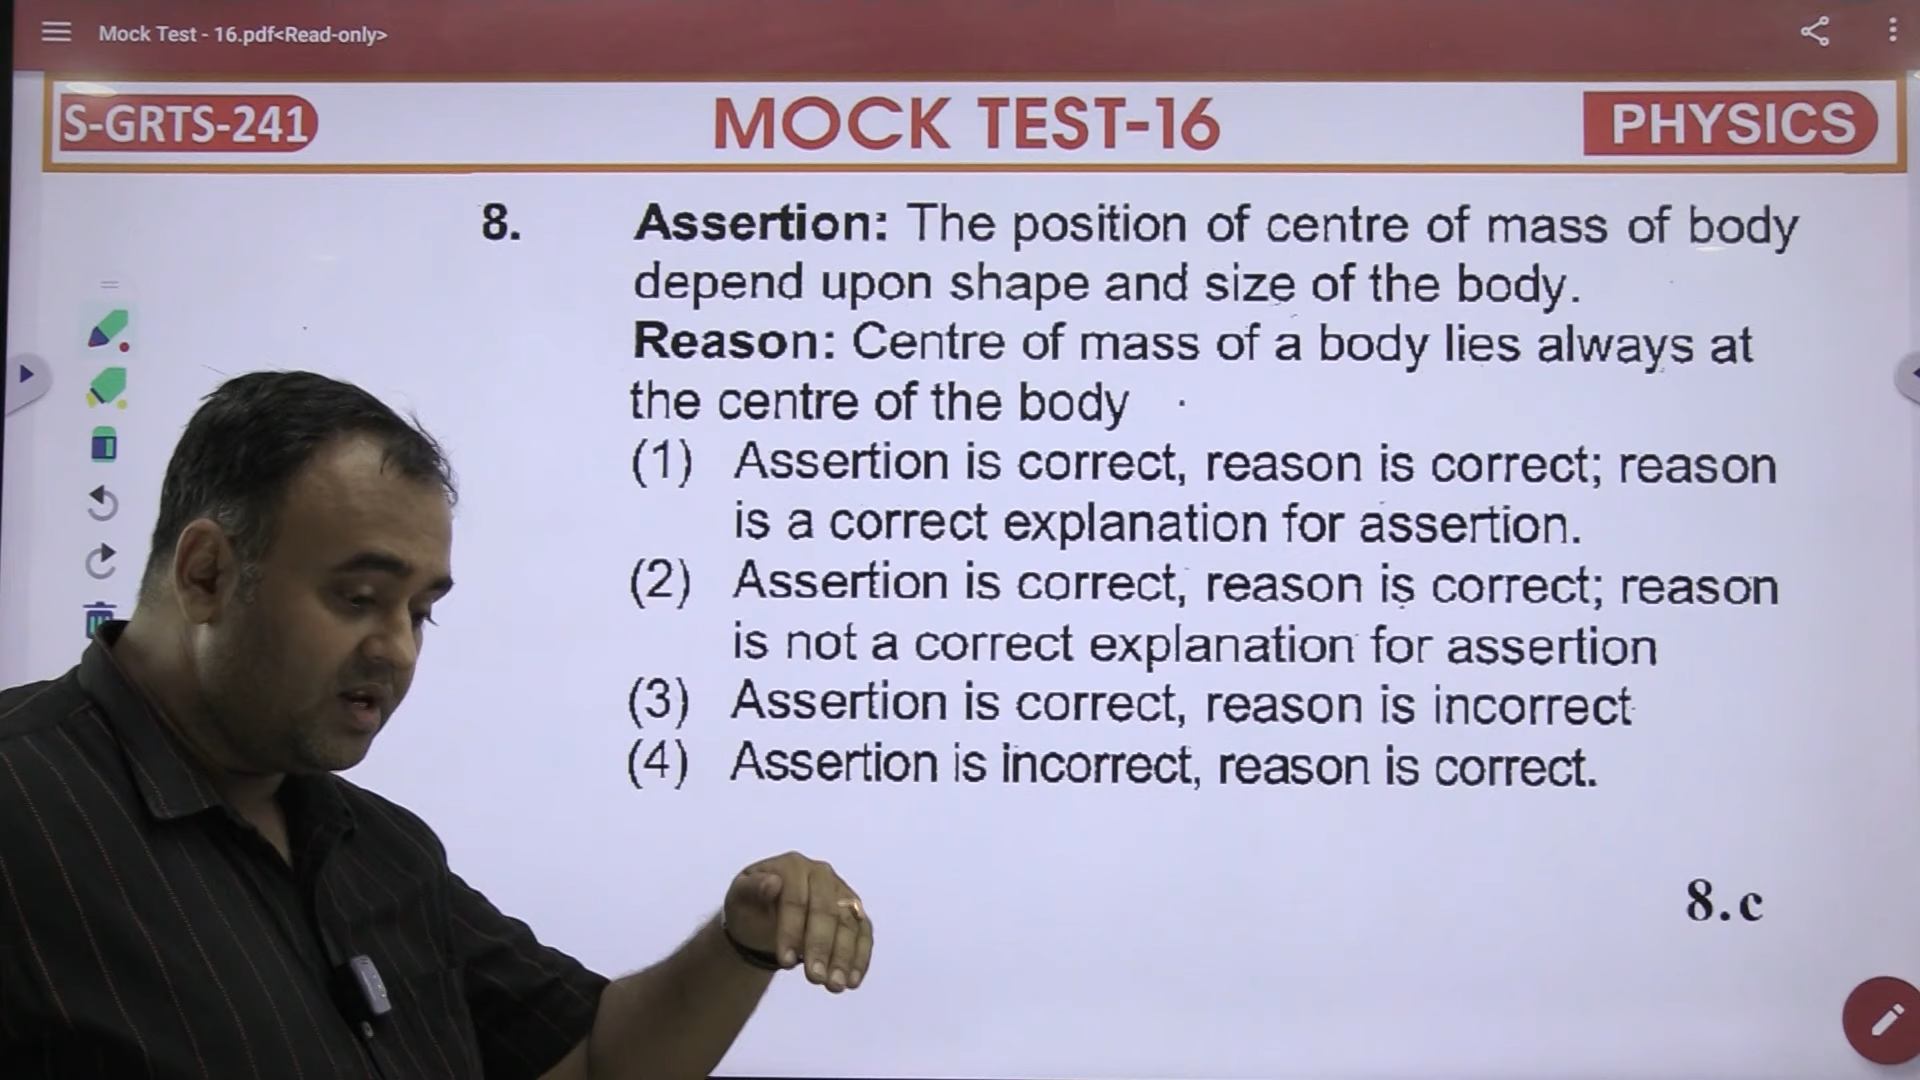 Mock Test - 16.pdf<Read-only>
S-GRTS-241
MOCK TEST-16
PHYSICS
8. Assertion: The position of centre of mass of body
depend upon shape and size of the body.
Reason: Centre of mass of a body lies always at
the centre of the body
(1) Assertion is correct, reason is correct; reason
is a correct explanation for assertion.
(2) Assertion is correct, reason is correct; reason
is not a correct explanation for assertion
(3) Assertion is correct, reason is incorrect
(4) Assertion is incorrect, reason is correct.
8.c